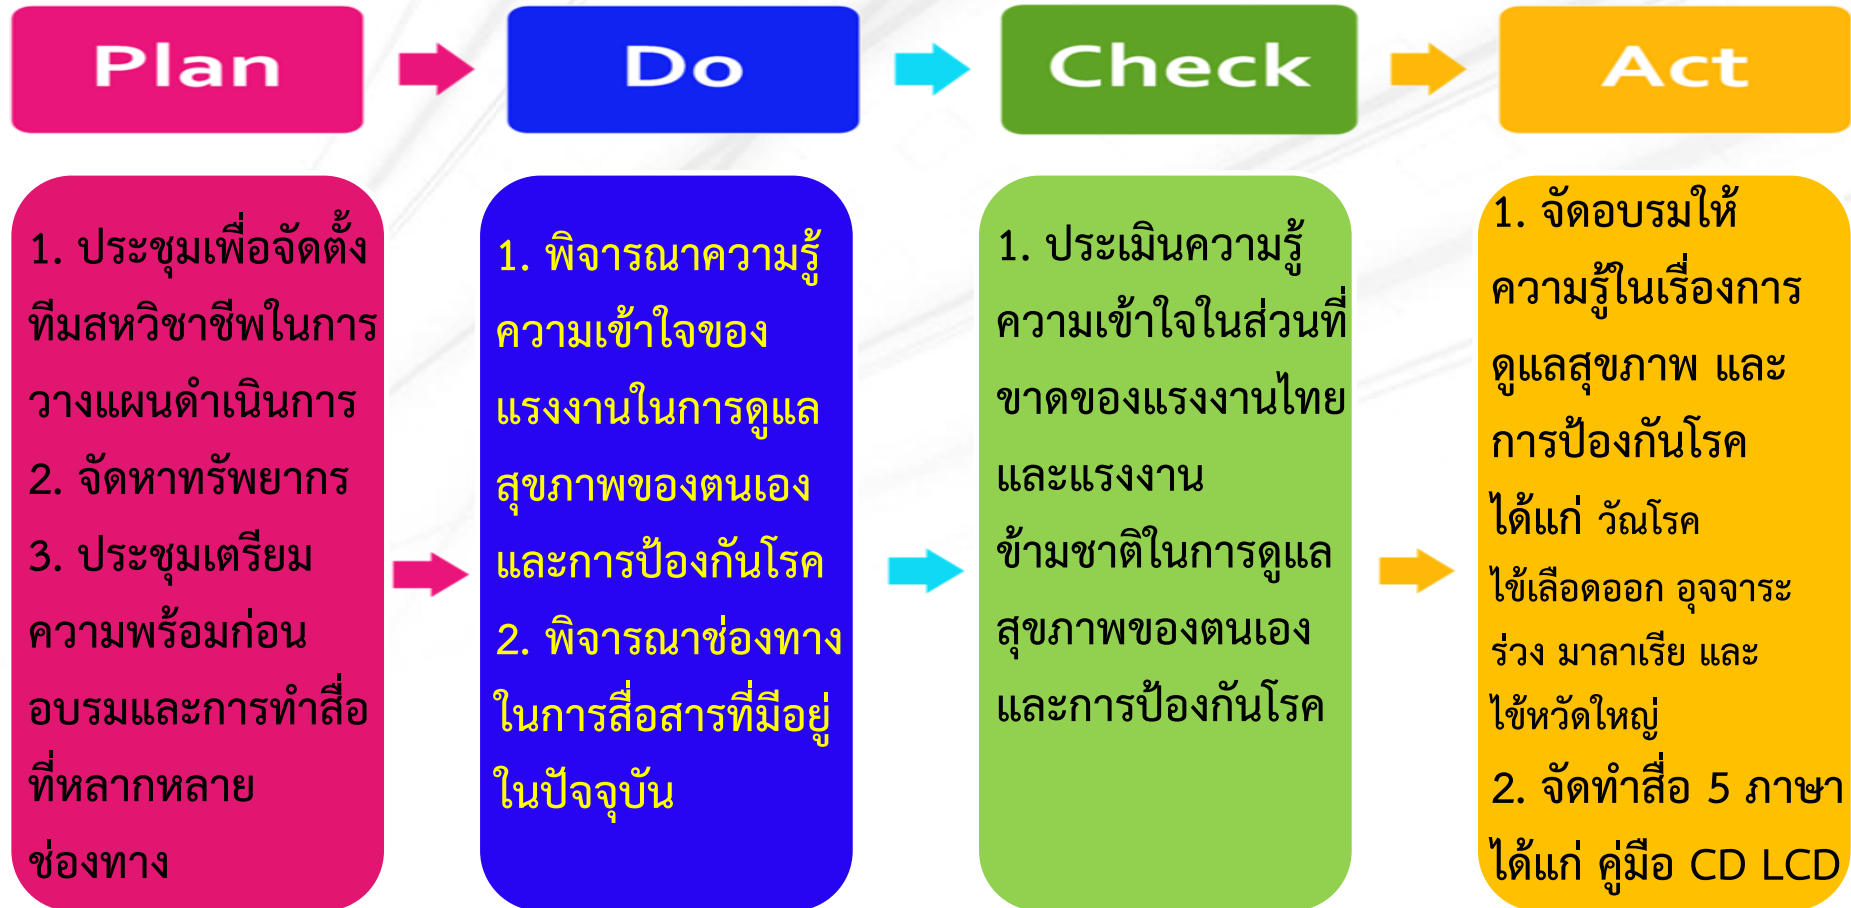 Plan
Do
Check
Act
1. ประชุมเพื่อจัดตั้ง
ทีมสหวิชาชีพในการ
วางแผนดำเนินการ
2. จัดหาทรัพยากร
3. ประชุมเตรียม
ความพร้อมก่อน
อบรมและการทำสื่อ
ที่หลากหลาย
ช่องทาง
1. พิจารณาความรู้
ความเข้าใจของ
แรงงานในการดูแล
สุขภาพของตนเอง
และการป้องกันโรค
2. พิจารณาช่องทาง
ในการสื่อสารที่มีอยู่
ในปัจจุบัน
1. ประเมินความรู้
ความเข้าใจในส่วนที่
ขาดของแรงงานไทย
และแรงงาน
ข้ามชาติในการดูแล
สุขภาพของตนเอง
และการป้องกันโรค
1. จัดอบรมให้
ความรู้ในเรื่องการ
ดูแลสุขภาพ และ
การป้องกันโรค
ได้แก่ วัณโรค
ไข้เลือดออก อุจจาระ
ร่วง มาลาเรีย และ
ไข้หวัดใหญ่
2. จัดทำสื่อ 5 ภาษา
ได้แก่ คู่มือ CD LCD